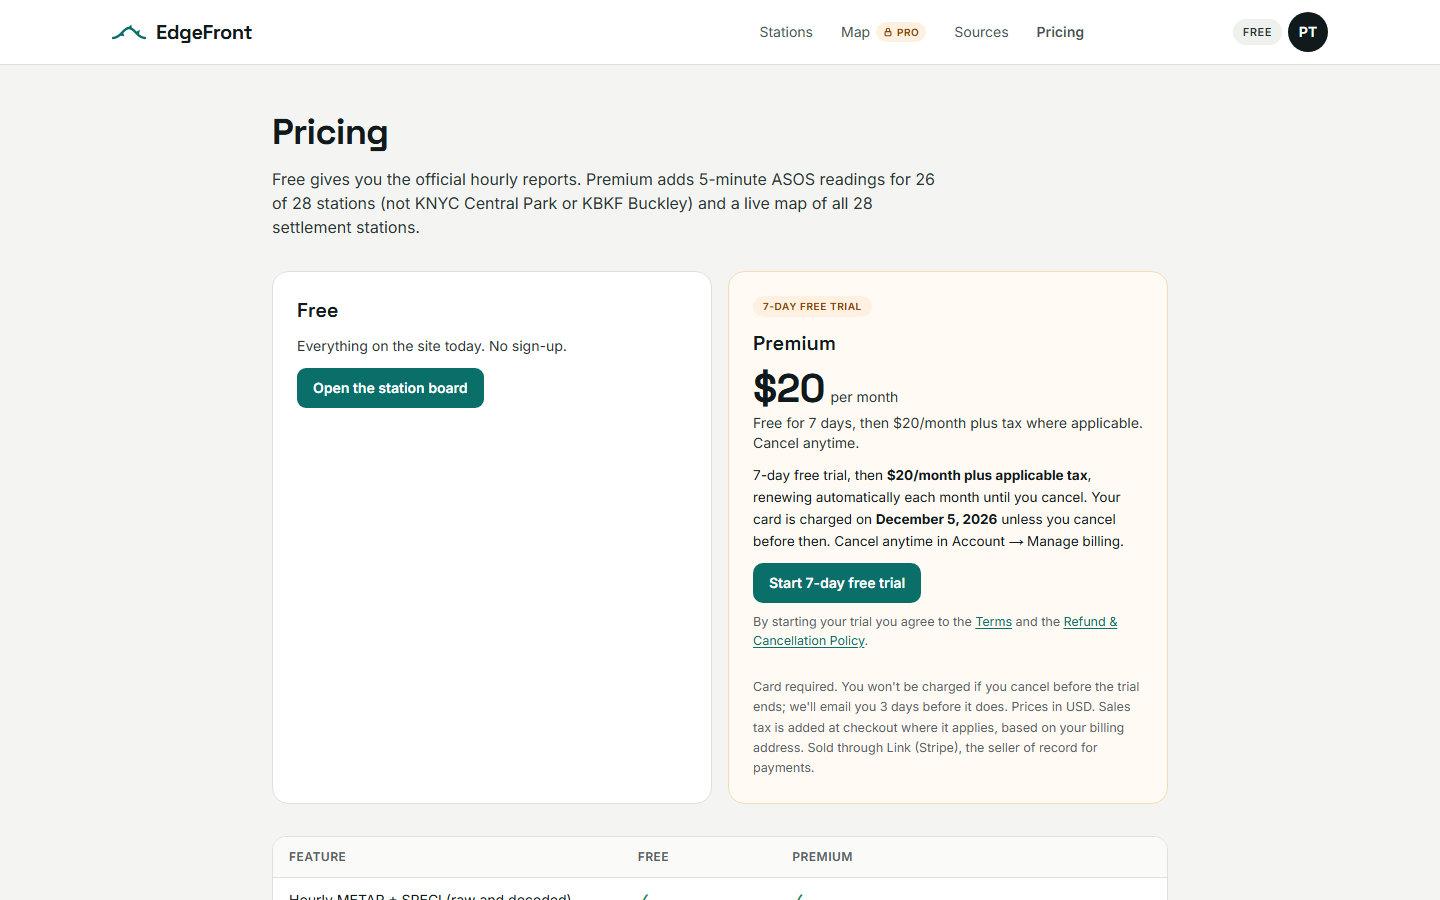 EdgeFront
Stations
Map
PRO
Sources
Pricing
FREE
PT
Pricing
Free gives you the official hourly reports. Premium adds 5-minute ASOS readings for 26
of 28 stations (not KNYC Central Park or KBKF Buckley) and a live map of all 28
settlement stations.
Free
Everything on the site today. No sign-up.
Open the station board
7-DAY FREE TRIAL
Premium
$20 per month
Free for 7 days, then $20/month plus tax where applicable.
Cancel anytime.
7-day free trial, then $20/month plus applicable tax,
renewing automatically each month until you cancel. Your
card is charged on December 5, 2026 unless you cancel
before then. Cancel anytime in Account → Manage billing.
Start 7-day free trial
By starting your trial you agree to the Terms and the Refund &
Cancellation Policy.
Card required. You won't be charged if you cancel before the trial
ends; we'll email you 3 days before it does. Prices in USD. Sales
tax is added at checkout where it applies, based on your billing
address. Sold through Link (Stripe), the seller of record for
payments.
FEATURE FREE PREMIUM
Hourly METAR + SPECI (raw and decoded) ✓ ✓